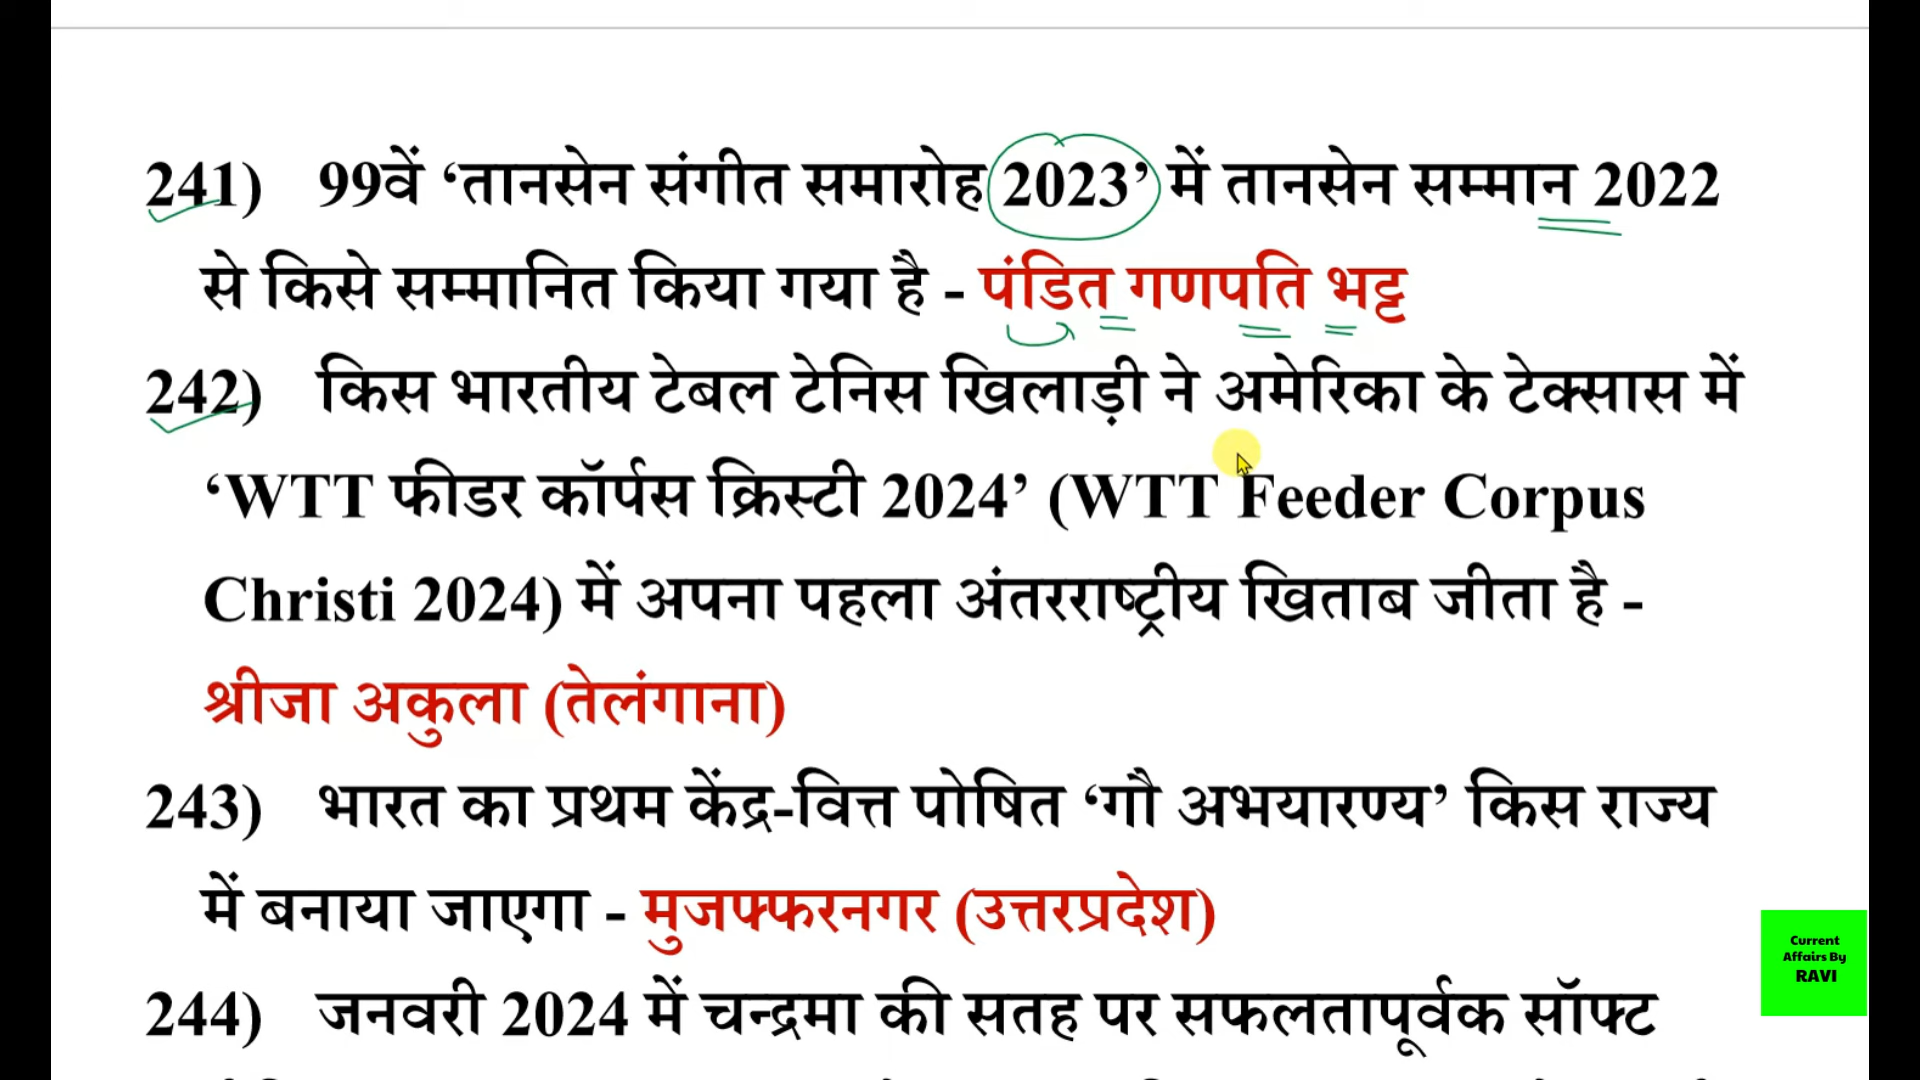 241) 99वें ‘तानसेन संगीत समारोह 2023’ में तानसेन सम्मान 2022
से किसे सम्मानित किया गया है - पंडित गणपति भट्ट
242) किस भारतीय टेबल टेनिस खिलाड़ी ने अमेरिका के टेक्सास में
‘WTT फीडर कॉर्पस क्रिस्टी 2024’ (WTT Feeder Corpus
Christi 2024) में अपना पहला अंतरराष्ट्रीय खिताब जीता है -
श्रीजा अकुला (तेलंगाना)
243) भारत का प्रथम केंद्र-वित्त पोषित ‘गौ अभयारण्य’ किस राज्य
में बनाया जाएगा - मुजफ्फरनगर (उत्तरप्रदेश)
244) जनवरी 2024 में चन्द्रमा की सतह पर सफलतापूर्वक सॉफ्ट
Current
Affairs By
RAVI